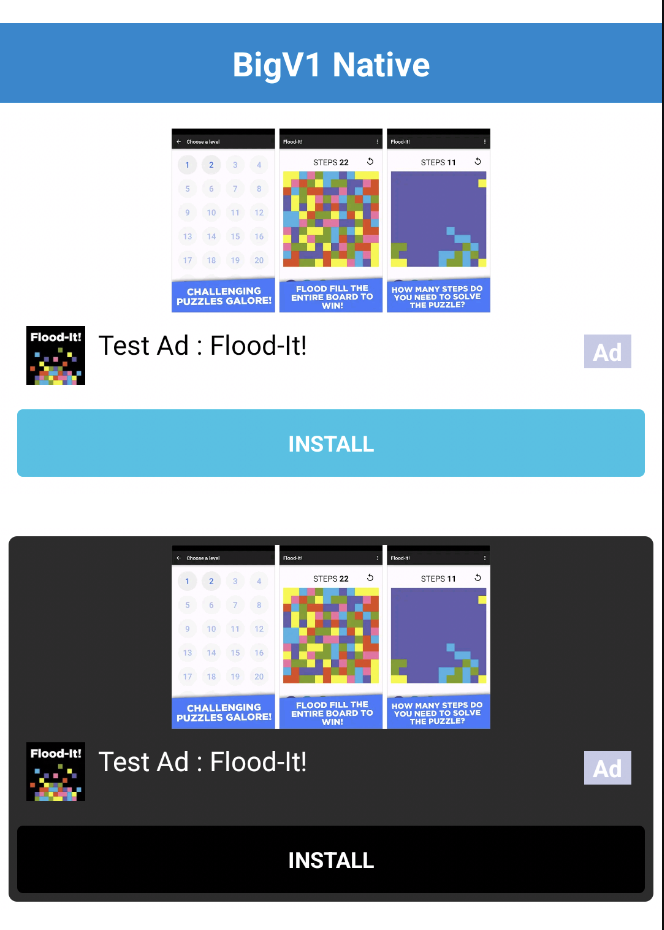 BigV1 Native
Choose a level
Flood-It!
Flood-It!
1 2 3 4
STEPS 22
STEPS 11
5 6 7 8
9 10 11 12
13 14 15 16
17 18 19 20
CHALLENGING
PUZZLES GALORE!
FLOOD FILL THE
ENTIRE BOARD TO
WIN!
HOW MANY STEPS DO
YOU NEED TO SOLVE
THE PUZZLE?
Flood-It!
Test Ad : Flood-It!
Ad
INSTALL
Choose a level
Flood-It!
Flood-It!
1 2 3 4
STEPS 22
STEPS 11
5 6 7 8
9 10 11 12
13 14 15 16
17 18 19 20
CHALLENGING
PUZZLES GALORE!
FLOOD FILL THE
ENTIRE BOARD TO
WIN!
HOW MANY STEPS DO
YOU NEED TO SOLVE
THE PUZZLE?
Flood-It!
Test Ad : Flood-It!
Ad
INSTALL